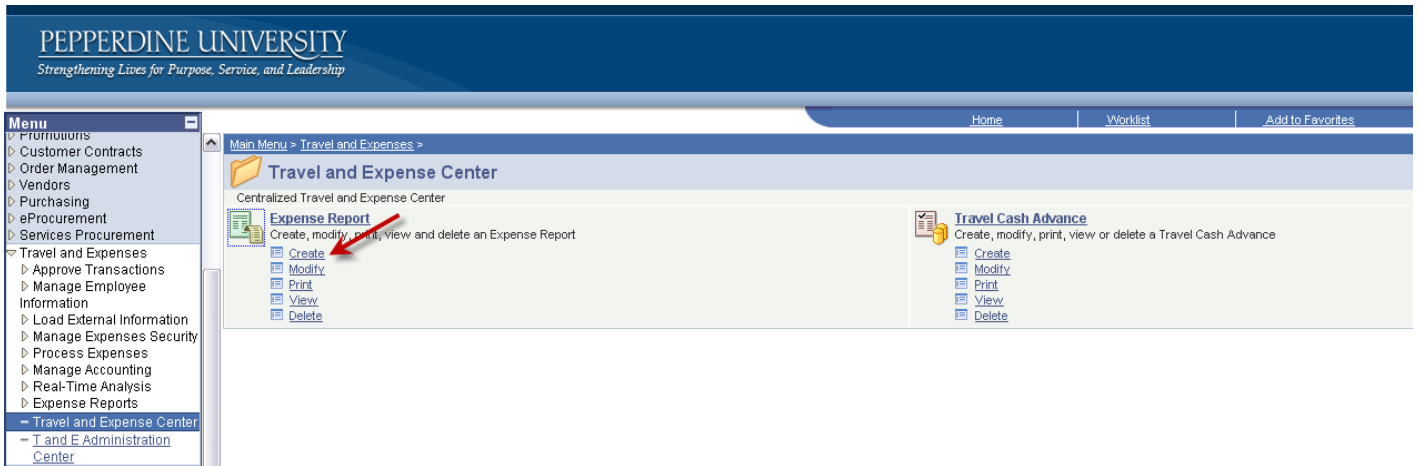 PEPPERDINE UNIVERSITY
Strengthening Lives for Purpose, Service, and Leadership
Home
Worklist
Add to Favorites
Menu
Promotions
Customer Contracts
Order Management
Vendors
Purchasing
eProcurement
Services Procurement
Travel and Expenses
Approve Transactions
Manage Employee
Information
Load External Information
Manage Expenses Security
Process Expenses
Manage Accounting
Real-Time Analysis
Expense Reports
Travel and Expense Center
T and E Administration
Center
Main Menu > Travel and Expenses >
Travel and Expense Center
Centralized Travel and Expense Center
Expense Report
Create, modify, print, view and delete an Expense Report
Create
Modify
Print
View
Delete
Travel Cash Advance
Create, modify, print, view or delete a Travel Cash Advance
Create
Modify
Print
View
Delete